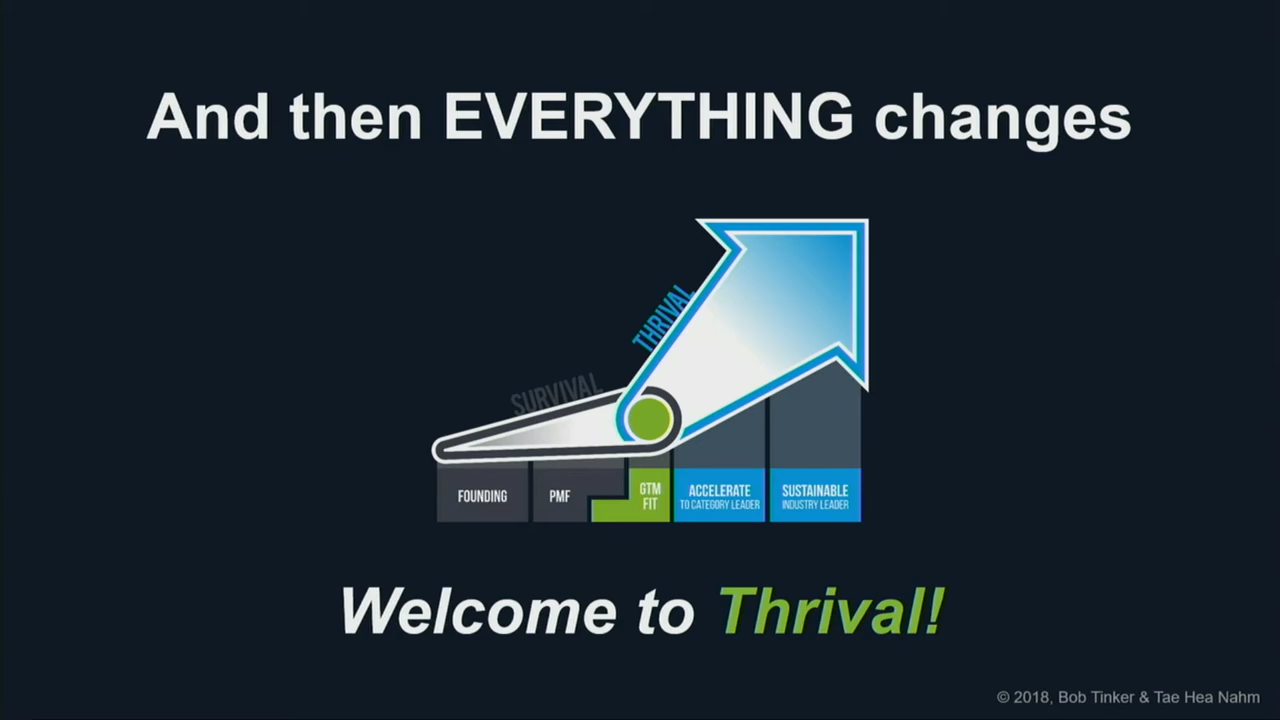 And then EVERYTHING changes
THRIVAL
SURVIVAL
FOUNDING
PMF
GTM
FIT
ACCELERATE
TO CATEGORY LEADER
SUSTAINABLE
INDUSTRY LEADER
Welcome to Thrival!
© 2018, Bob Tinker & Tae Hea Nahm